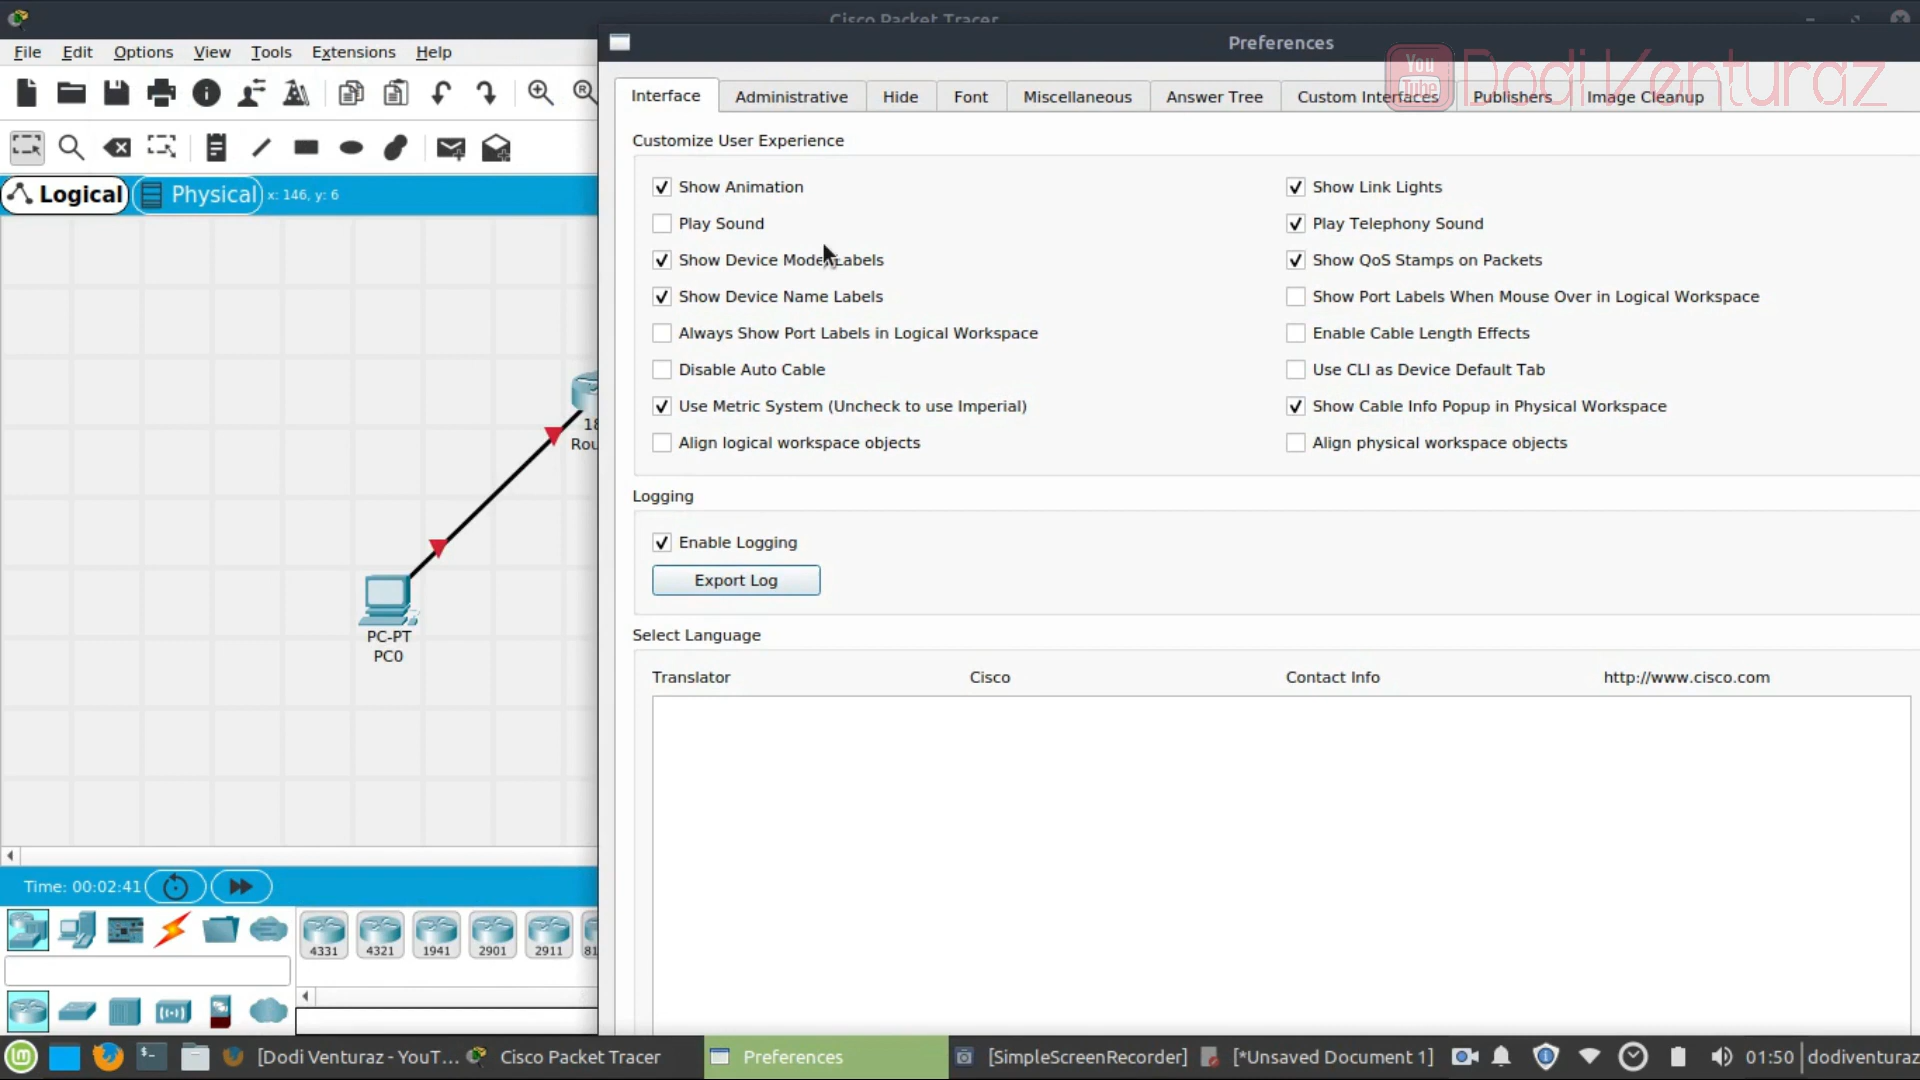 Cisco Packet Tracer
File Edit Options View Tools Extensions Help
Preferences
You Tube Dodi Venturaz
Interface Administrative Hide Font Miscellaneous Answer Tree Custom Interfaces Publishers Image Cleanup
Customize User Experience
Logical Physical x: 146, y: 6
Show Animation Show Link Lights
Play Sound Play Telephony Sound
Show Device Model Labels Show QoS Stamps on Packets
Show Device Name Labels Show Port Labels When Mouse Over in Logical Workspace
Always Show Port Labels in Logical Workspace Enable Cable Length Effects
Disable Auto Cable Use CLI as Device Default Tab
Use Metric System (Uncheck to use Imperial) Show Cable Info Popup in Physical Workspace
Align logical workspace objects Align physical workspace objects
18
Rou
Logging
Enable Logging
Export Log
PC-PT
PC0
Select Language
Translator Cisco Contact Info http://www.cisco.com
Time: 00:02:41
4331 4321 1941 2901 2911 81
[Dodi Venturaz - YouT... Cisco Packet Tracer Preferences [SimpleScreenRecorder] [*Unsaved Document 1] 01:50 dodiventuraz